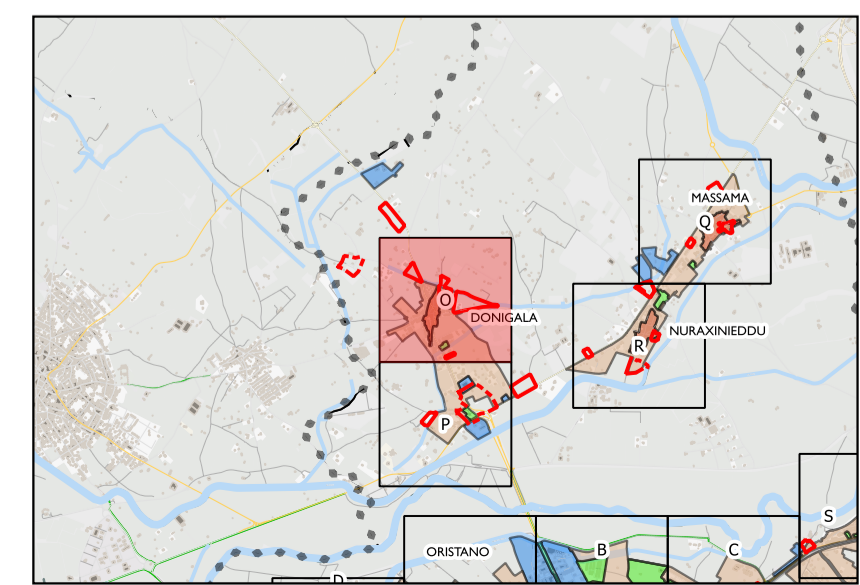 MASSAMA
Q
O
DONIGALA
NURAXINIEDDU
R
P
S
ORISTANO
B
C
D